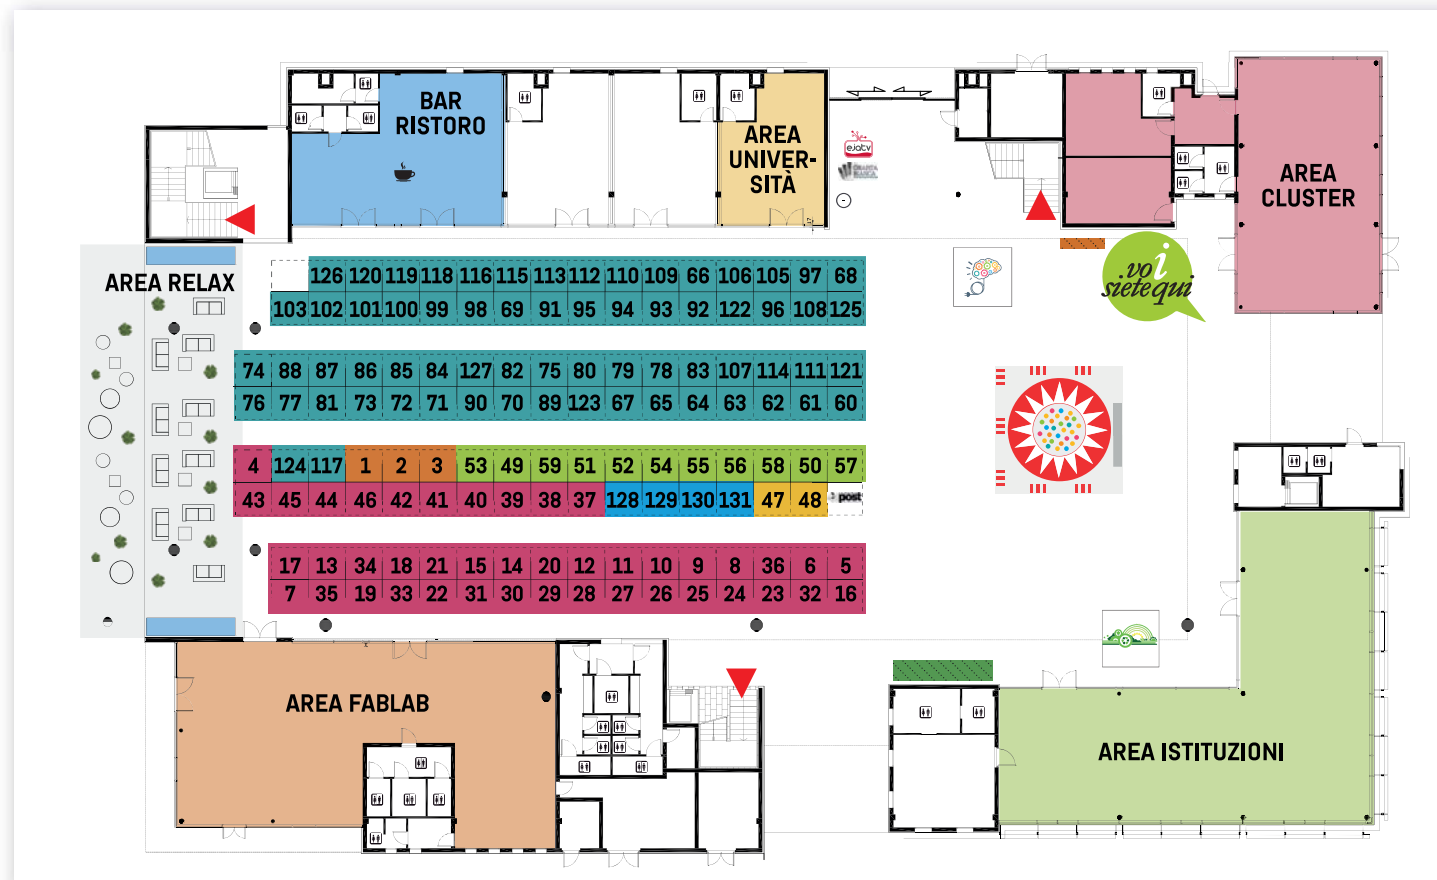 BAR
RISTORO
AREA
UNIVER-
SITÀ
ejatv
AREA
CLUSTER
voi
siete qui
AREA RELAX
126 120 119 118 116 115 113 112 110 109 66 106 105 97 68
103 102 101 100 99 98 69 91 95 94 93 92 122 96 108 125
74 88 87 86 85 84 127 82 75 80 79 78 83 107 114 111 121
76 77 81 73 72 71 90 70 89 123 67 65 64 63 62 61 60
4 124 117 1 2 3 53 49 59 51 52 54 55 56 58 50 57
43 45 44 46 42 41 40 39 38 37 128 129 130 131 47 48 post
17 13 34 18 21 15 14 20 12 11 10 9 8 36 6 5
7 35 19 33 22 31 30 29 28 27 26 25 24 23 32 16
AREA FABLAB
AREA ISTITUZIONI